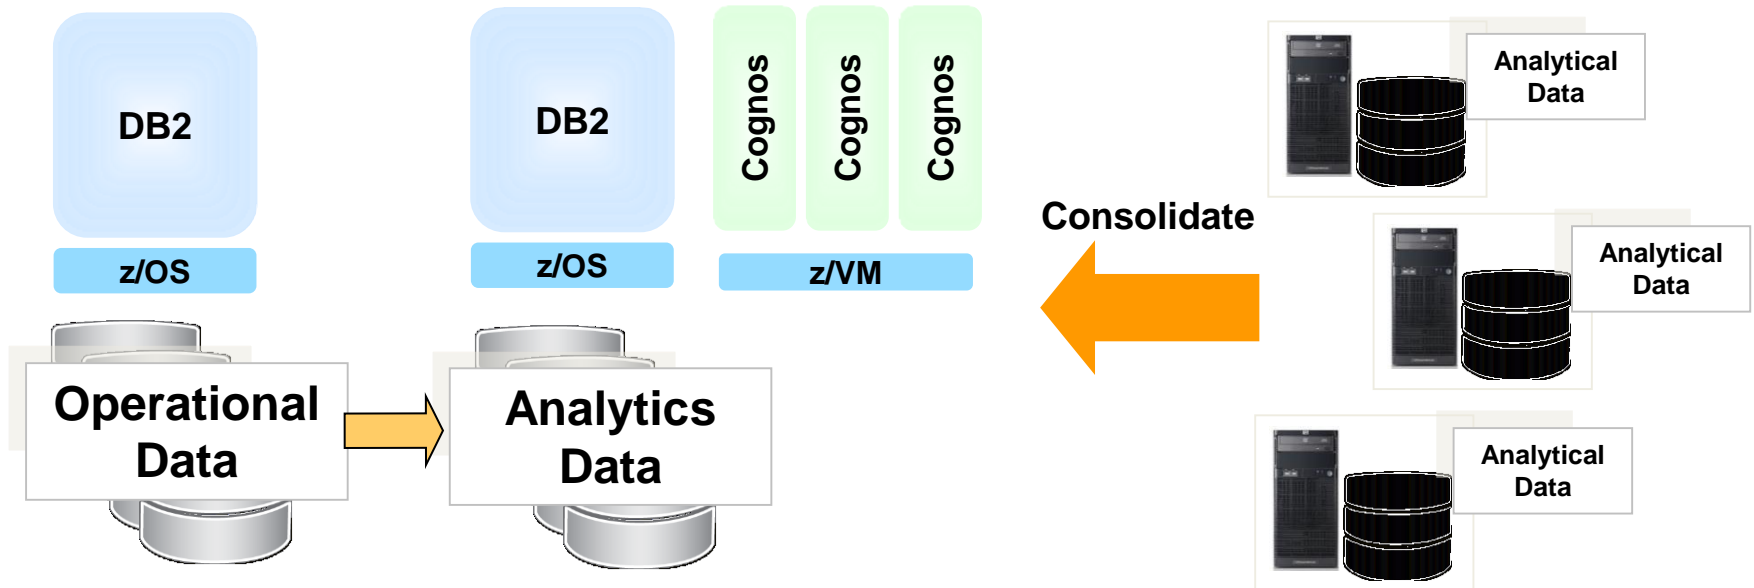 DB2
z/OS
Operational
Data
DB2
z/OS
Analytics
Data
Cognos
Cognos
Cognos
z/VM
Consolidate
Analytical
Data
Analytical
Data
Analytical
Data